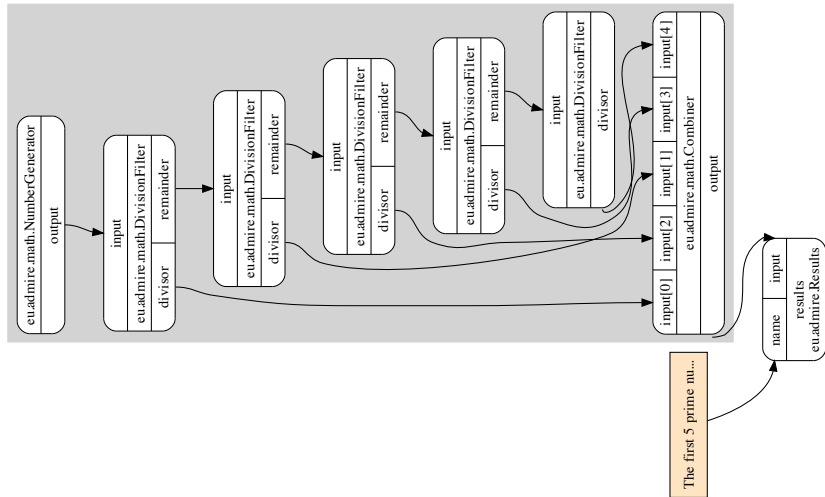 eu.admire.math.NumberGenerator
output
input
eu.admire.math.DivisionFilter
divisor
remainder
input
eu.admire.math.DivisionFilter
divisor
remainder
input
eu.admire.math.DivisionFilter
divisor
remainder
input
eu.admire.math.DivisionFilter
divisor
remainder
input
eu.admire.math.DivisionFilter
divisor
input[0]
input[2]
input[1]
input[3]
input[4]
eu.admire.math.Combiner
output
The first 5 prime nu...
name
input
results
eu.admire.Results